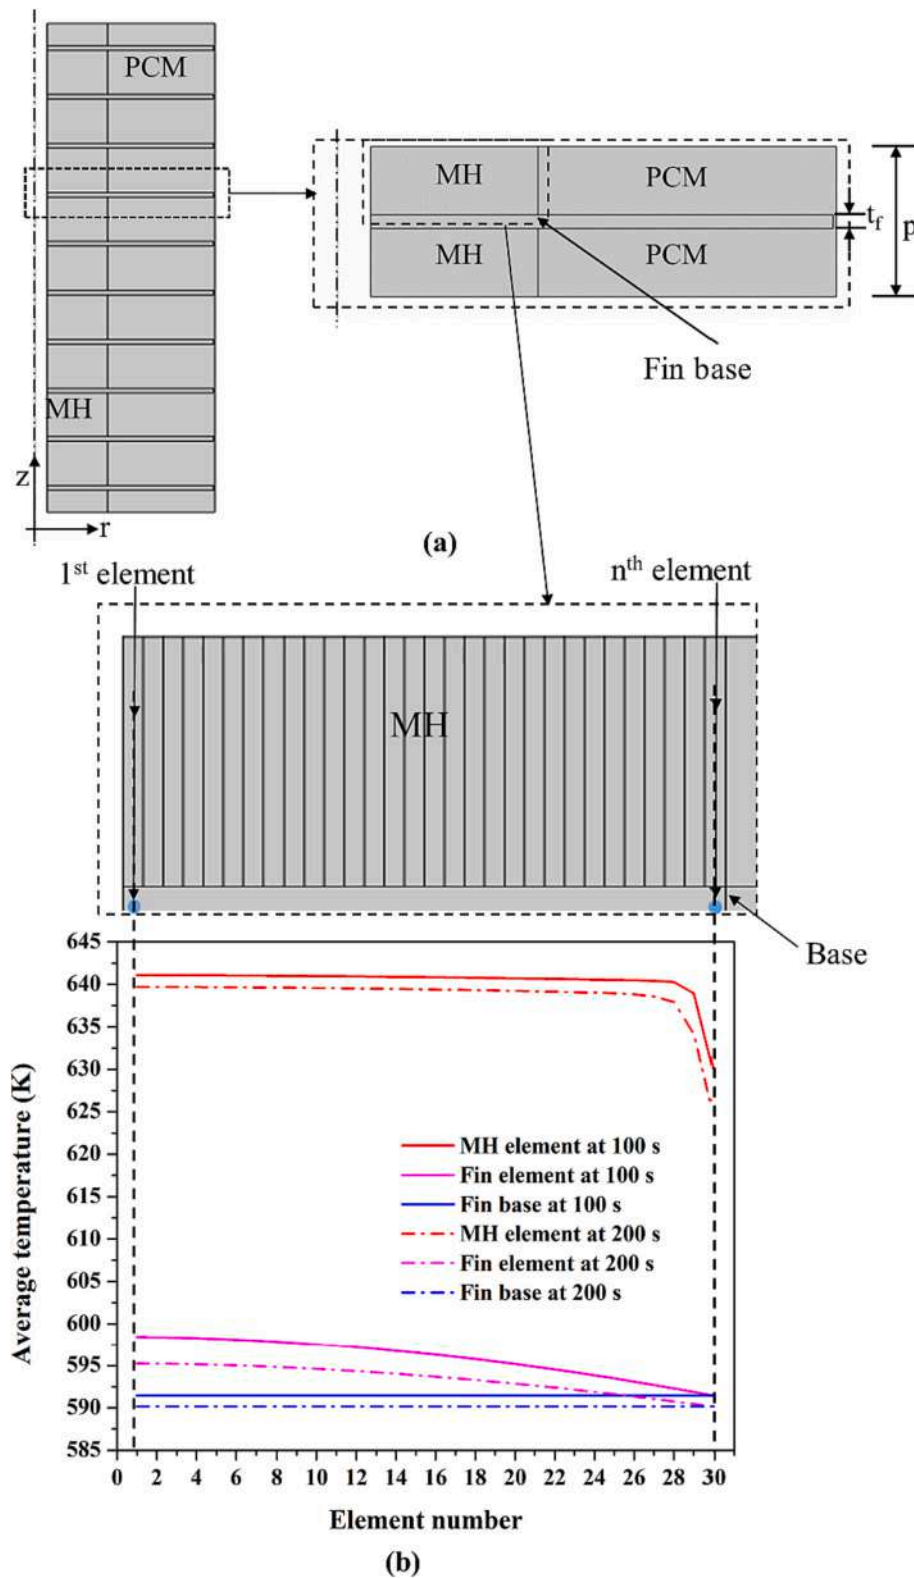 PCM
MH
z
r
MH
PCM
MH
PCM
t_f
p
Fin base
(a)
1st element
nth element
MH
Base
Average temperature (K)
645
640
635
630
625
620
615
610
605
600
595
590
585
MH element at 100 s
Fin element at 100 s
Fin base at 100 s
MH element at 200 s
Fin element at 200 s
Fin base at 200 s
0 2 4 6 8 10 12 14 16 18 20 22 24 26 28 30
Element number
(b)